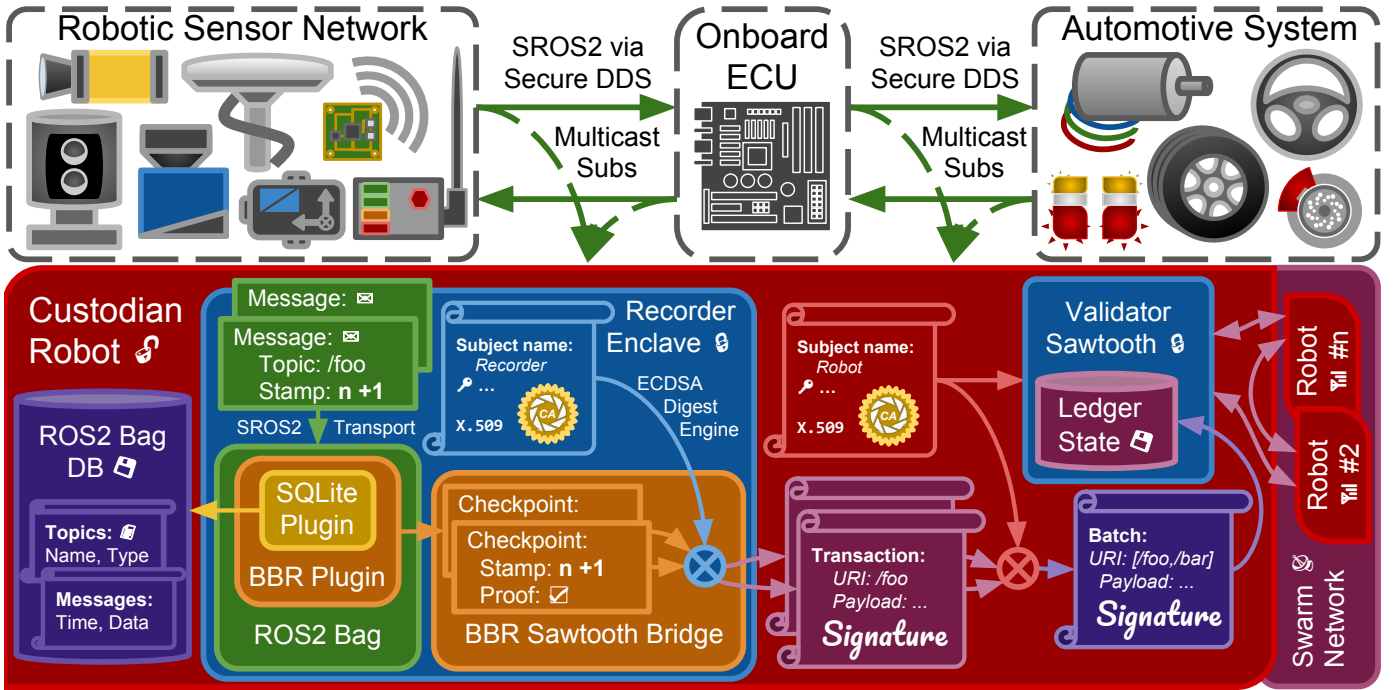 Robotic Sensor Network
SROS2 via
Secure DDS
Multicast
Subs
Onboard
ECU
SROS2 via
Secure DDS
Multicast
Subs
Automotive System
Custodian
Robot
ROS2 Bag
DB
Topics:
Name, Type
Messages:
Time, Data
Message:
Message:
Topic: /foo
Stamp: n +1
SROS2 Transport
SQLite
Plugin
BBR Plugin
ROS2 Bag
Recorder
Enclave
Subject name:
Recorder
...
X.509
CA
ECDSA
Digest
Engine
Checkpoint:
Checkpoint:
Stamp: n +1
Proof:
BBR Sawtooth Bridge
Subject name:
Robot
...
X.509
CA
Transaction:
URI: /foo
Payload: ...
Signature
Validator
Sawtooth
Ledger
State
Batch:
URI: [/foo,/bar]
Payload: ...
Signature
Robot
#n
Robot
#2
Swarm
Network